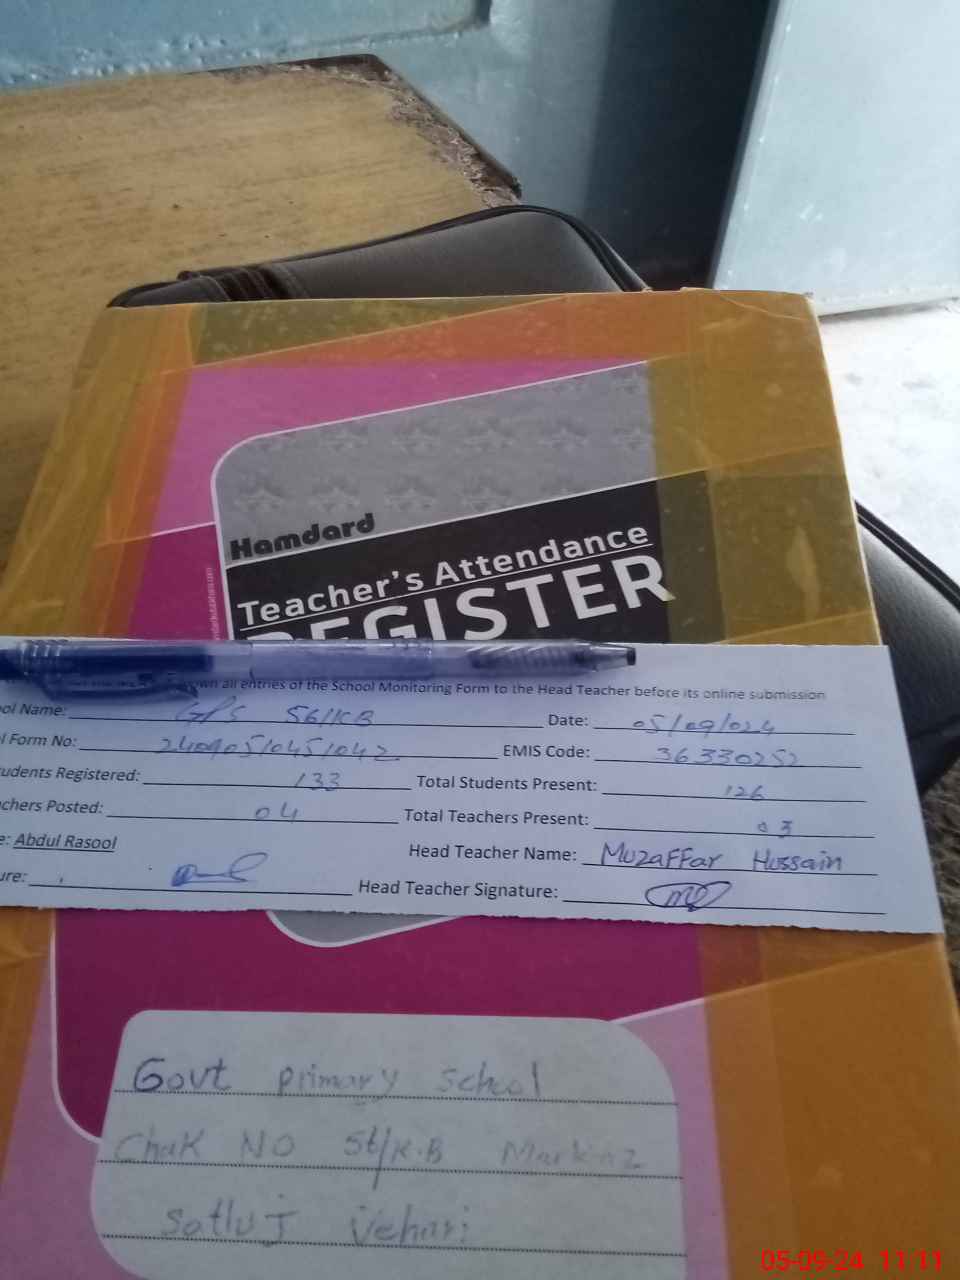 Hamdard
Teacher's Attendance
REGISTER
own all entries of the School Monitoring Form to the Head Teacher before its online submission
ool Name: GPS 56/KB Date: 05/09/024
l Form No: 240905/045/042 EMIS Code: 36330252
udents Registered: 133 Total Students Present: 126
chers Posted: 04 Total Teachers Present: 03
e: Abdul Rasool Head Teacher Name: Muzaffar Hussain
ure: Head Teacher Signature:
Govt primary school
Chak NO 56/K.B Markaz
Satluj Vehari
05-09-24 11:11